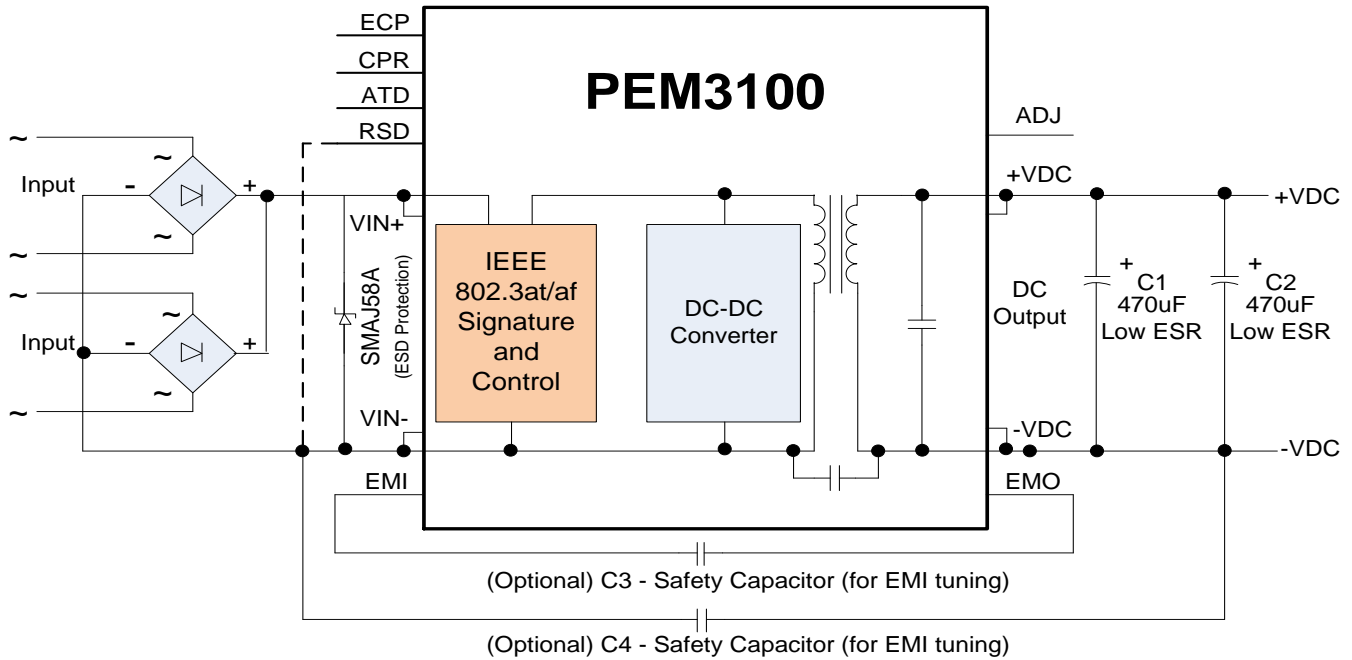 ECP
CPR
ATD
RSD
PEM3100
ADJ
~
~
Input
-
+
~
~
~
~
Input
-
+
~
~
VIN+
VIN-
SMAJ58A
(ESD Protection)
IEEE
802.3at/af
Signature
and
Control
DC-DC
Converter
+VDC
-VDC
DC
Output
+
C1
470uF
Low ESR
+
C2
470uF
Low ESR
+VDC
-VDC
EMI
EMO
(Optional) C3 - Safety Capacitor (for EMI tuning)
(Optional) C4 - Safety Capacitor (for EMI tuning)